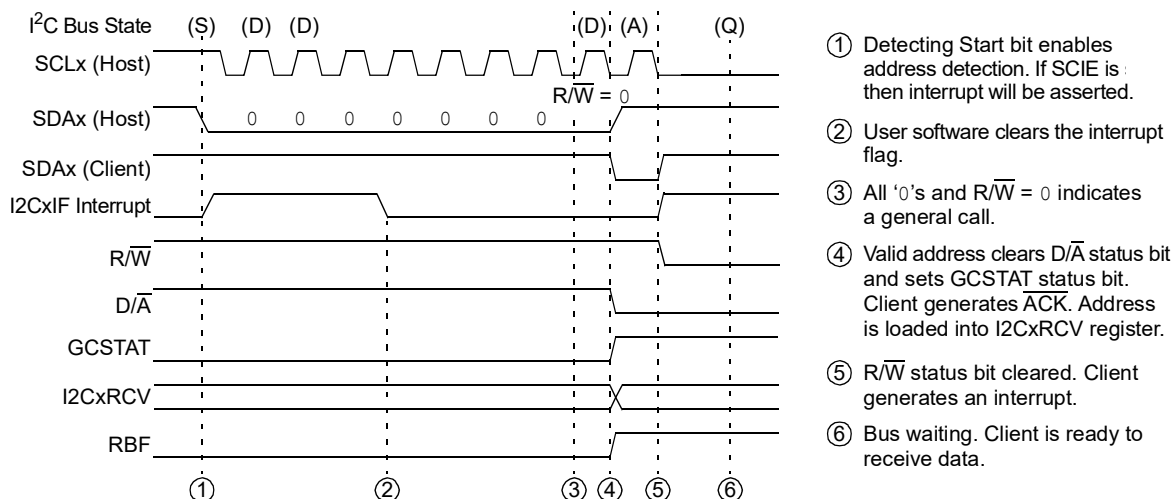 I²C Bus State (S) (D) (D) (D) (A) (Q)
SCLx (Host)
R/W = 0
SDAx (Host) 0 0 0 0 0 0 0
SDAx (Client)
I2CxIF Interrupt
R/W
D/A
GCSTAT
I2CxRCV
RBF
1 2 3 4 5 6
1 Detecting Start bit enables
address detection. If SCIE is
then interrupt will be asserted.
2 User software clears the interrupt
flag.
3 All ‘0’s and R/W = 0 indicates
a general call.
4 Valid address clears D/A status bit
and sets GCSTAT status bit.
Client generates ACK. Address
is loaded into I2CxRCV register.
5 R/W status bit cleared. Client
generates an interrupt.
6 Bus waiting. Client is ready to
receive data.